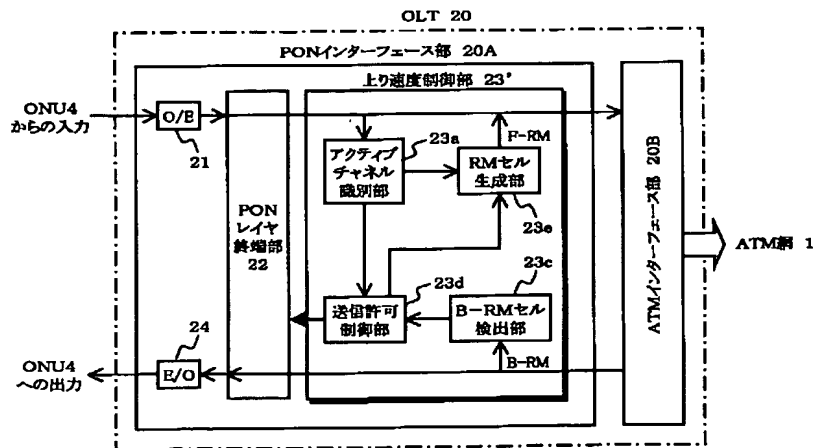 OLT 20
PONインターフェース部 20A
上り速度制御部 23'
ONU4
からの入力
O/E
21
F-RM
アクティブ
チャネル
識別部
23a
RMセル
生成部
23e
PON
レイヤ
終端部
22
送信許可
制御部
23d
B-RMセル
検出部
23c
B-RM
24
E/O
ONU4
への出力
ATMインターフェース部 20B
ATM網 1